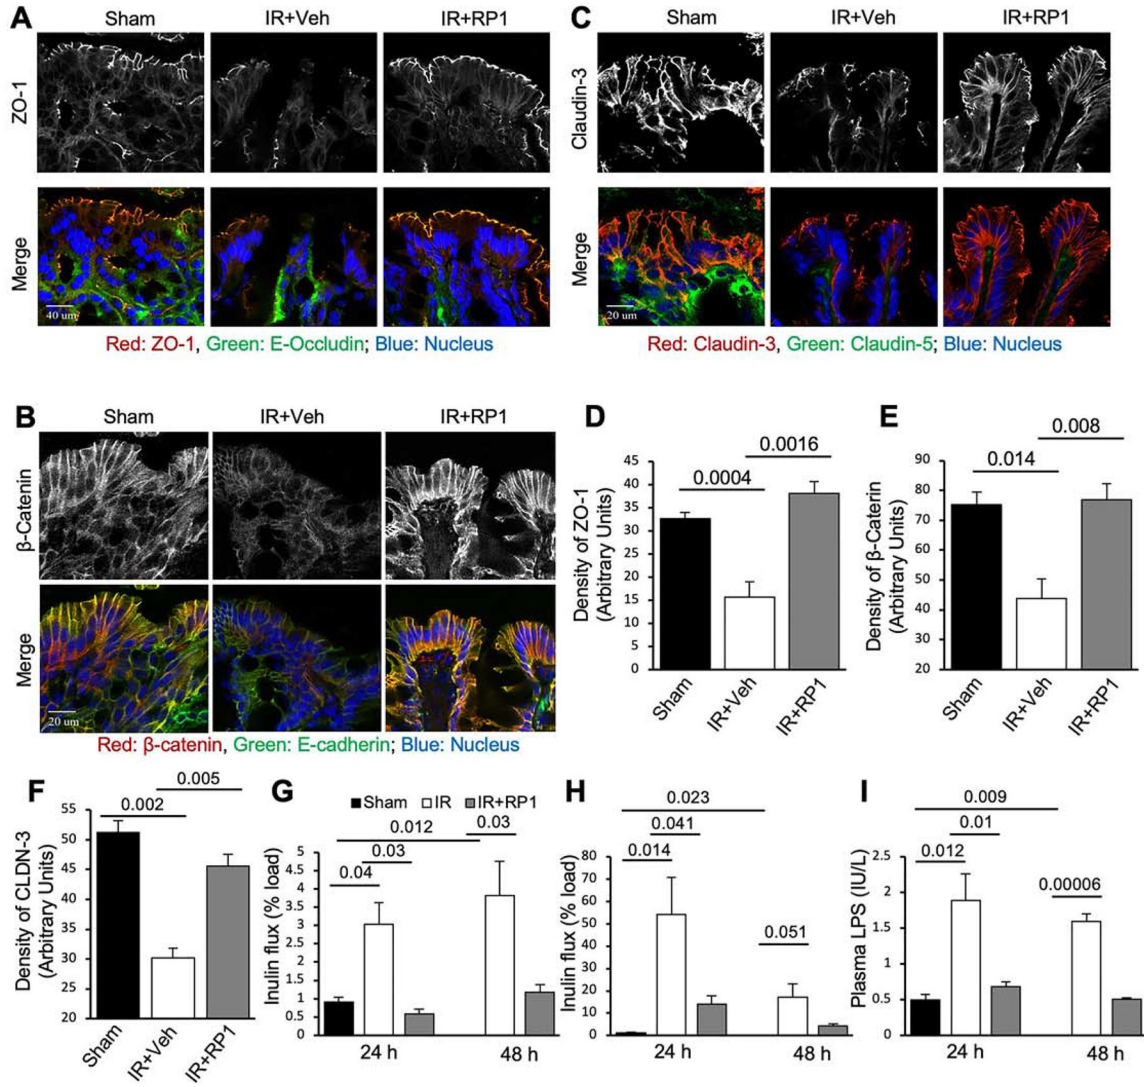 A Sham IR+Veh IR+RP1
ZO-1
Merge
40 um
Red: ZO-1, Green: E-Occludin; Blue: Nucleus
C Sham IR+Veh IR+RP1
Claudin-3
Merge
20 um
Red: Claudin-3, Green: Claudin-5; Blue: Nucleus
B Sham IR+Veh IR+RP1
β-Catenin
Merge
20 um
Red: β-catenin, Green: E-cadherin; Blue: Nucleus
D
0.0016
0.0004
Density of ZO-1
(Arbitrary Units)
45
40
35
30
25
20
15
10
5
0
Sham IR+Veh IR+RP1
E
0.008
0.014
Density of β-Caterin
(Arbitrary Units)
90
80
70
60
50
40
30
20
Sham IR+Veh IR+RP1
F
0.005
0.002
Density of CLDN-3
(Arbitrary Units)
55
50
45
40
35
30
25
20
Sham IR+Veh IR+RP1
G
Sham IR IR+RP1
0.012
0.03
0.03
0.04
Inulin flux (% load)
5
4.5
4
3.5
3
2.5
2
1.5
1
0.5
0
24 h 48 h
H
0.023
0.041
0.014
0.051
Inulin flux (% load)
80
70
60
50
40
30
20
10
0
24 h 48 h
I
0.009
0.01
0.012
0.00006
Plasma LPS (IU/L)
2.5
2
1.5
1
0.5
0
24 h 48 h